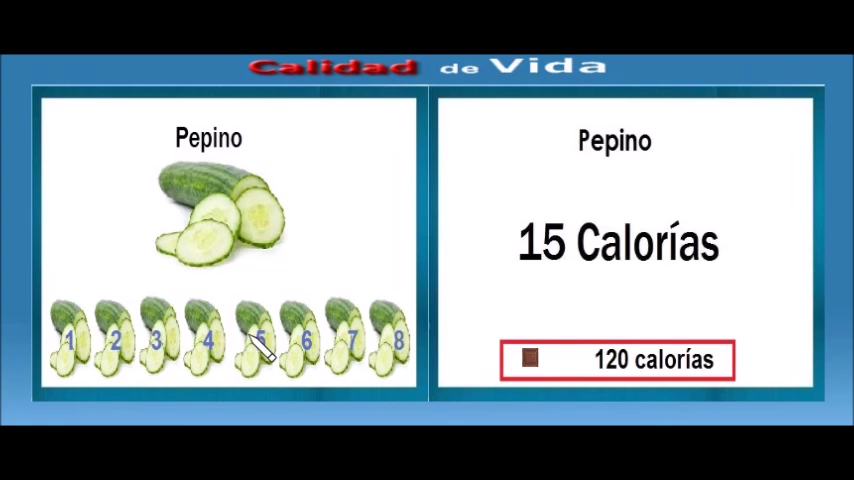 Calidad de Vida
Pepino
1 2 3 4 5 6 7 8
Pepino
15 Calorías
120 calorías